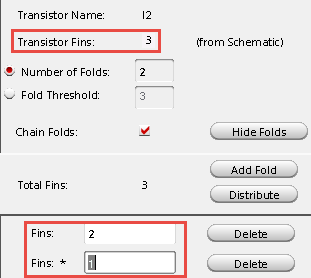 Transistor Name: I2
Transistor Fins: 3 (from Schematic)
Number of Folds: 2
Fold Threshold: 3
Chain Folds: Hide Folds
Add Fold
Total Fins: 3
Distribute
Fins: 2 Delete
Fins: * 1 Delete